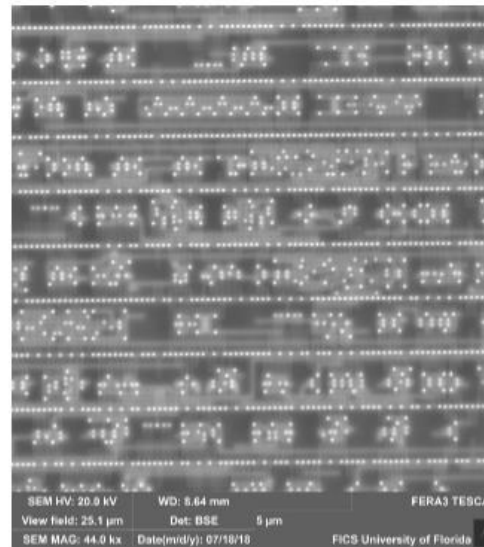 SEM HV: 20.0 kV WD: 8.64 mm FERA3 TESCA
View field: 25.1 µm Det: BSE 5 µm
SEM MAG: 44.0 kx Date(m/d/y): 07/18/18 FICS University of Florida